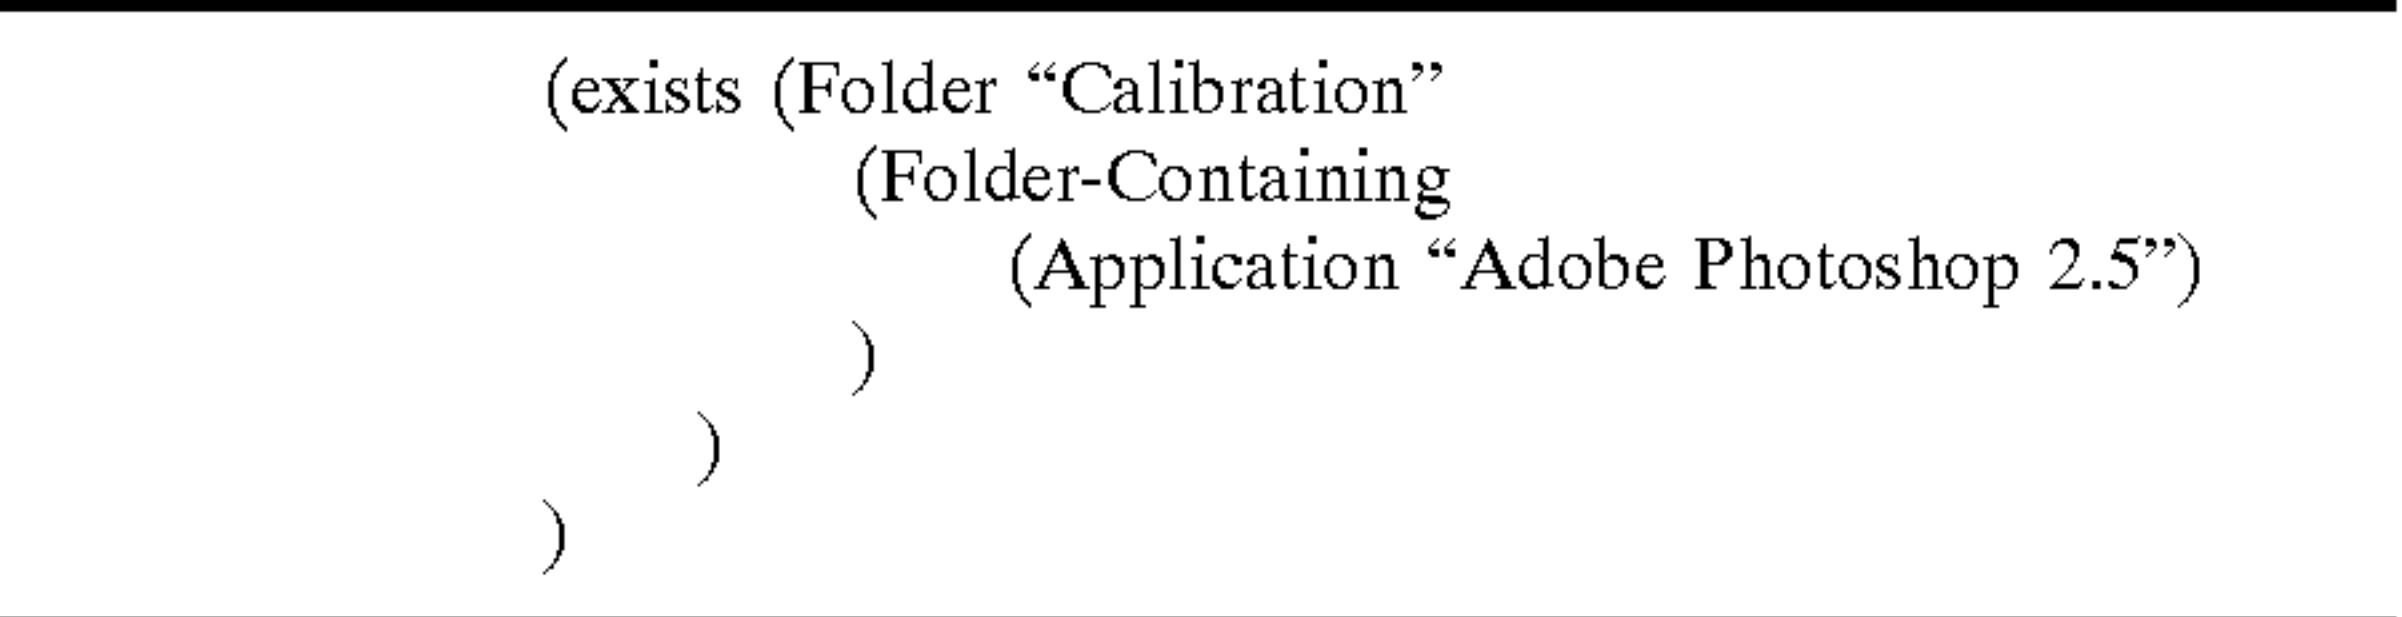 (exists (Folder “Calibration”
(Folder-Containing
(Application “Adobe Photoshop 2.5”)
)
)
)